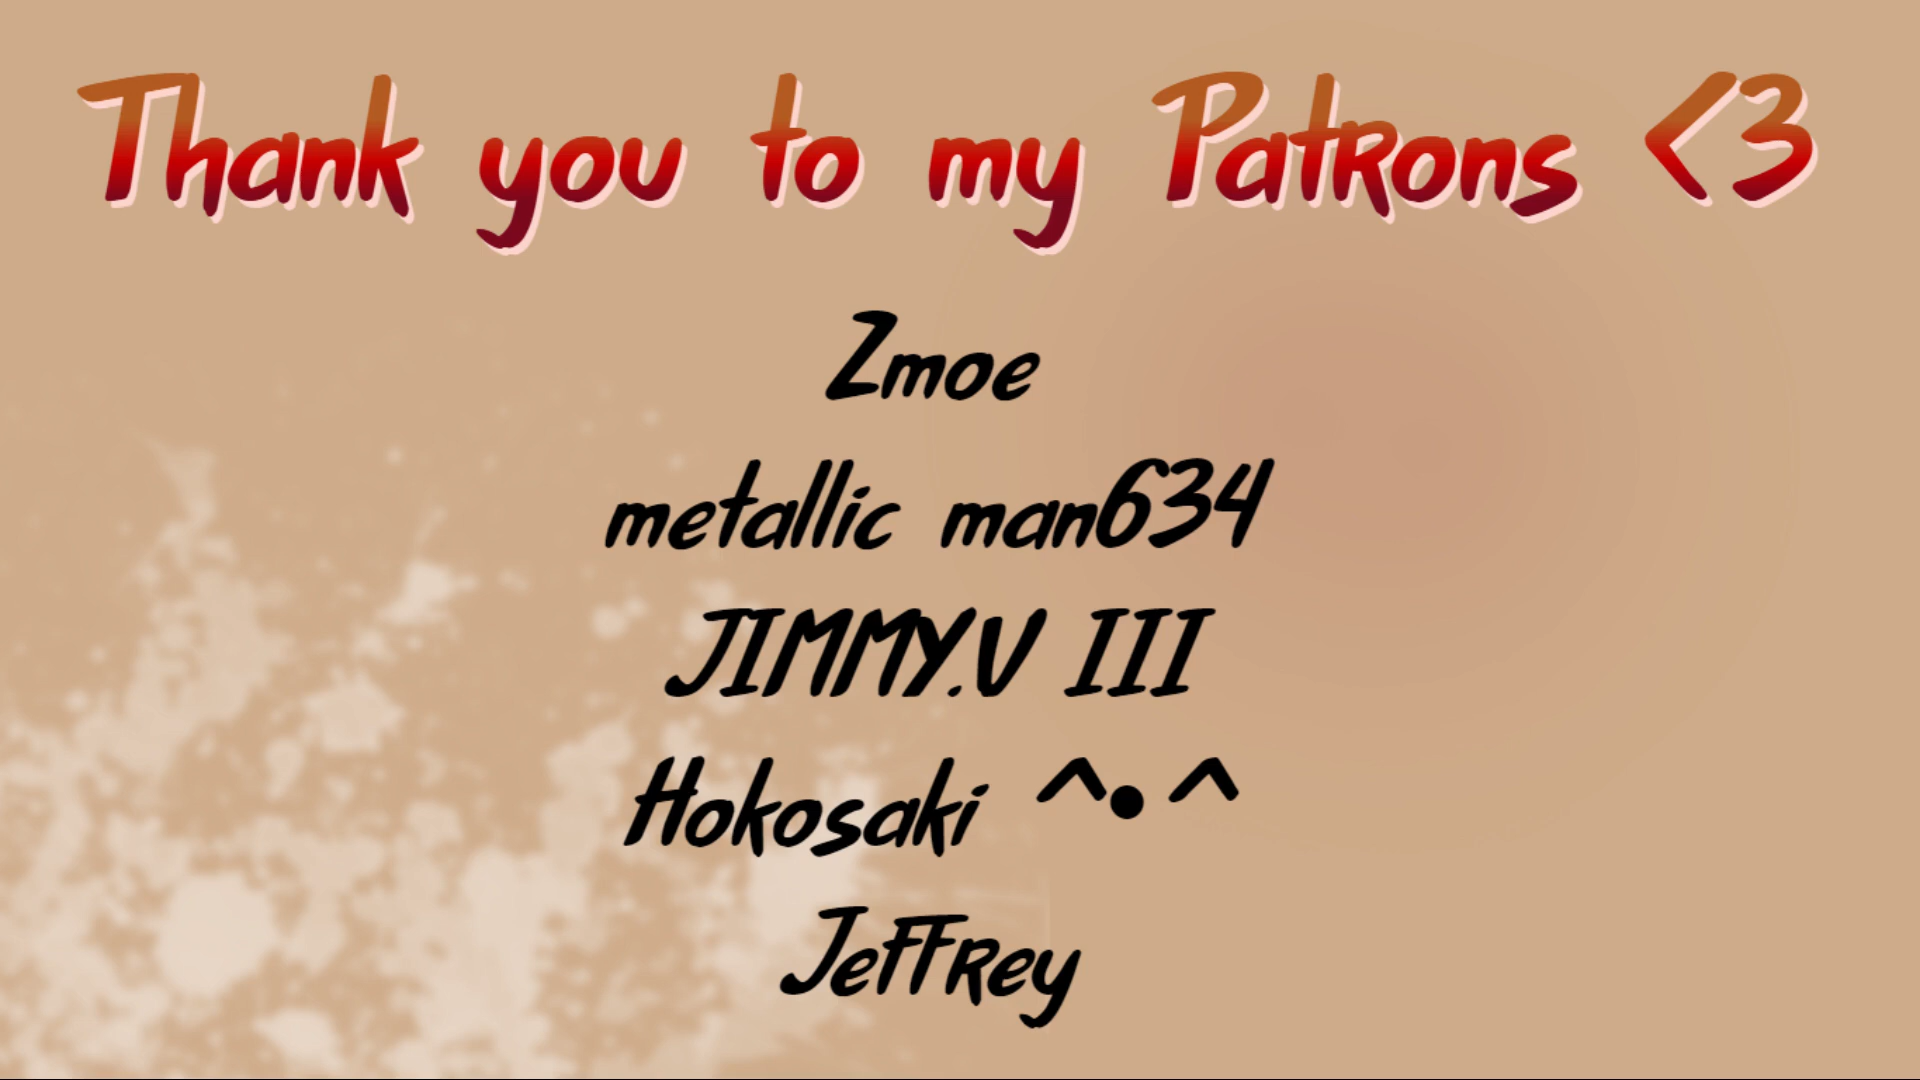 Thank you to my Patrons <3
Zmoe
metallic man634
JIMMY.V III
Hokosaki ^• ^
Jeffrey